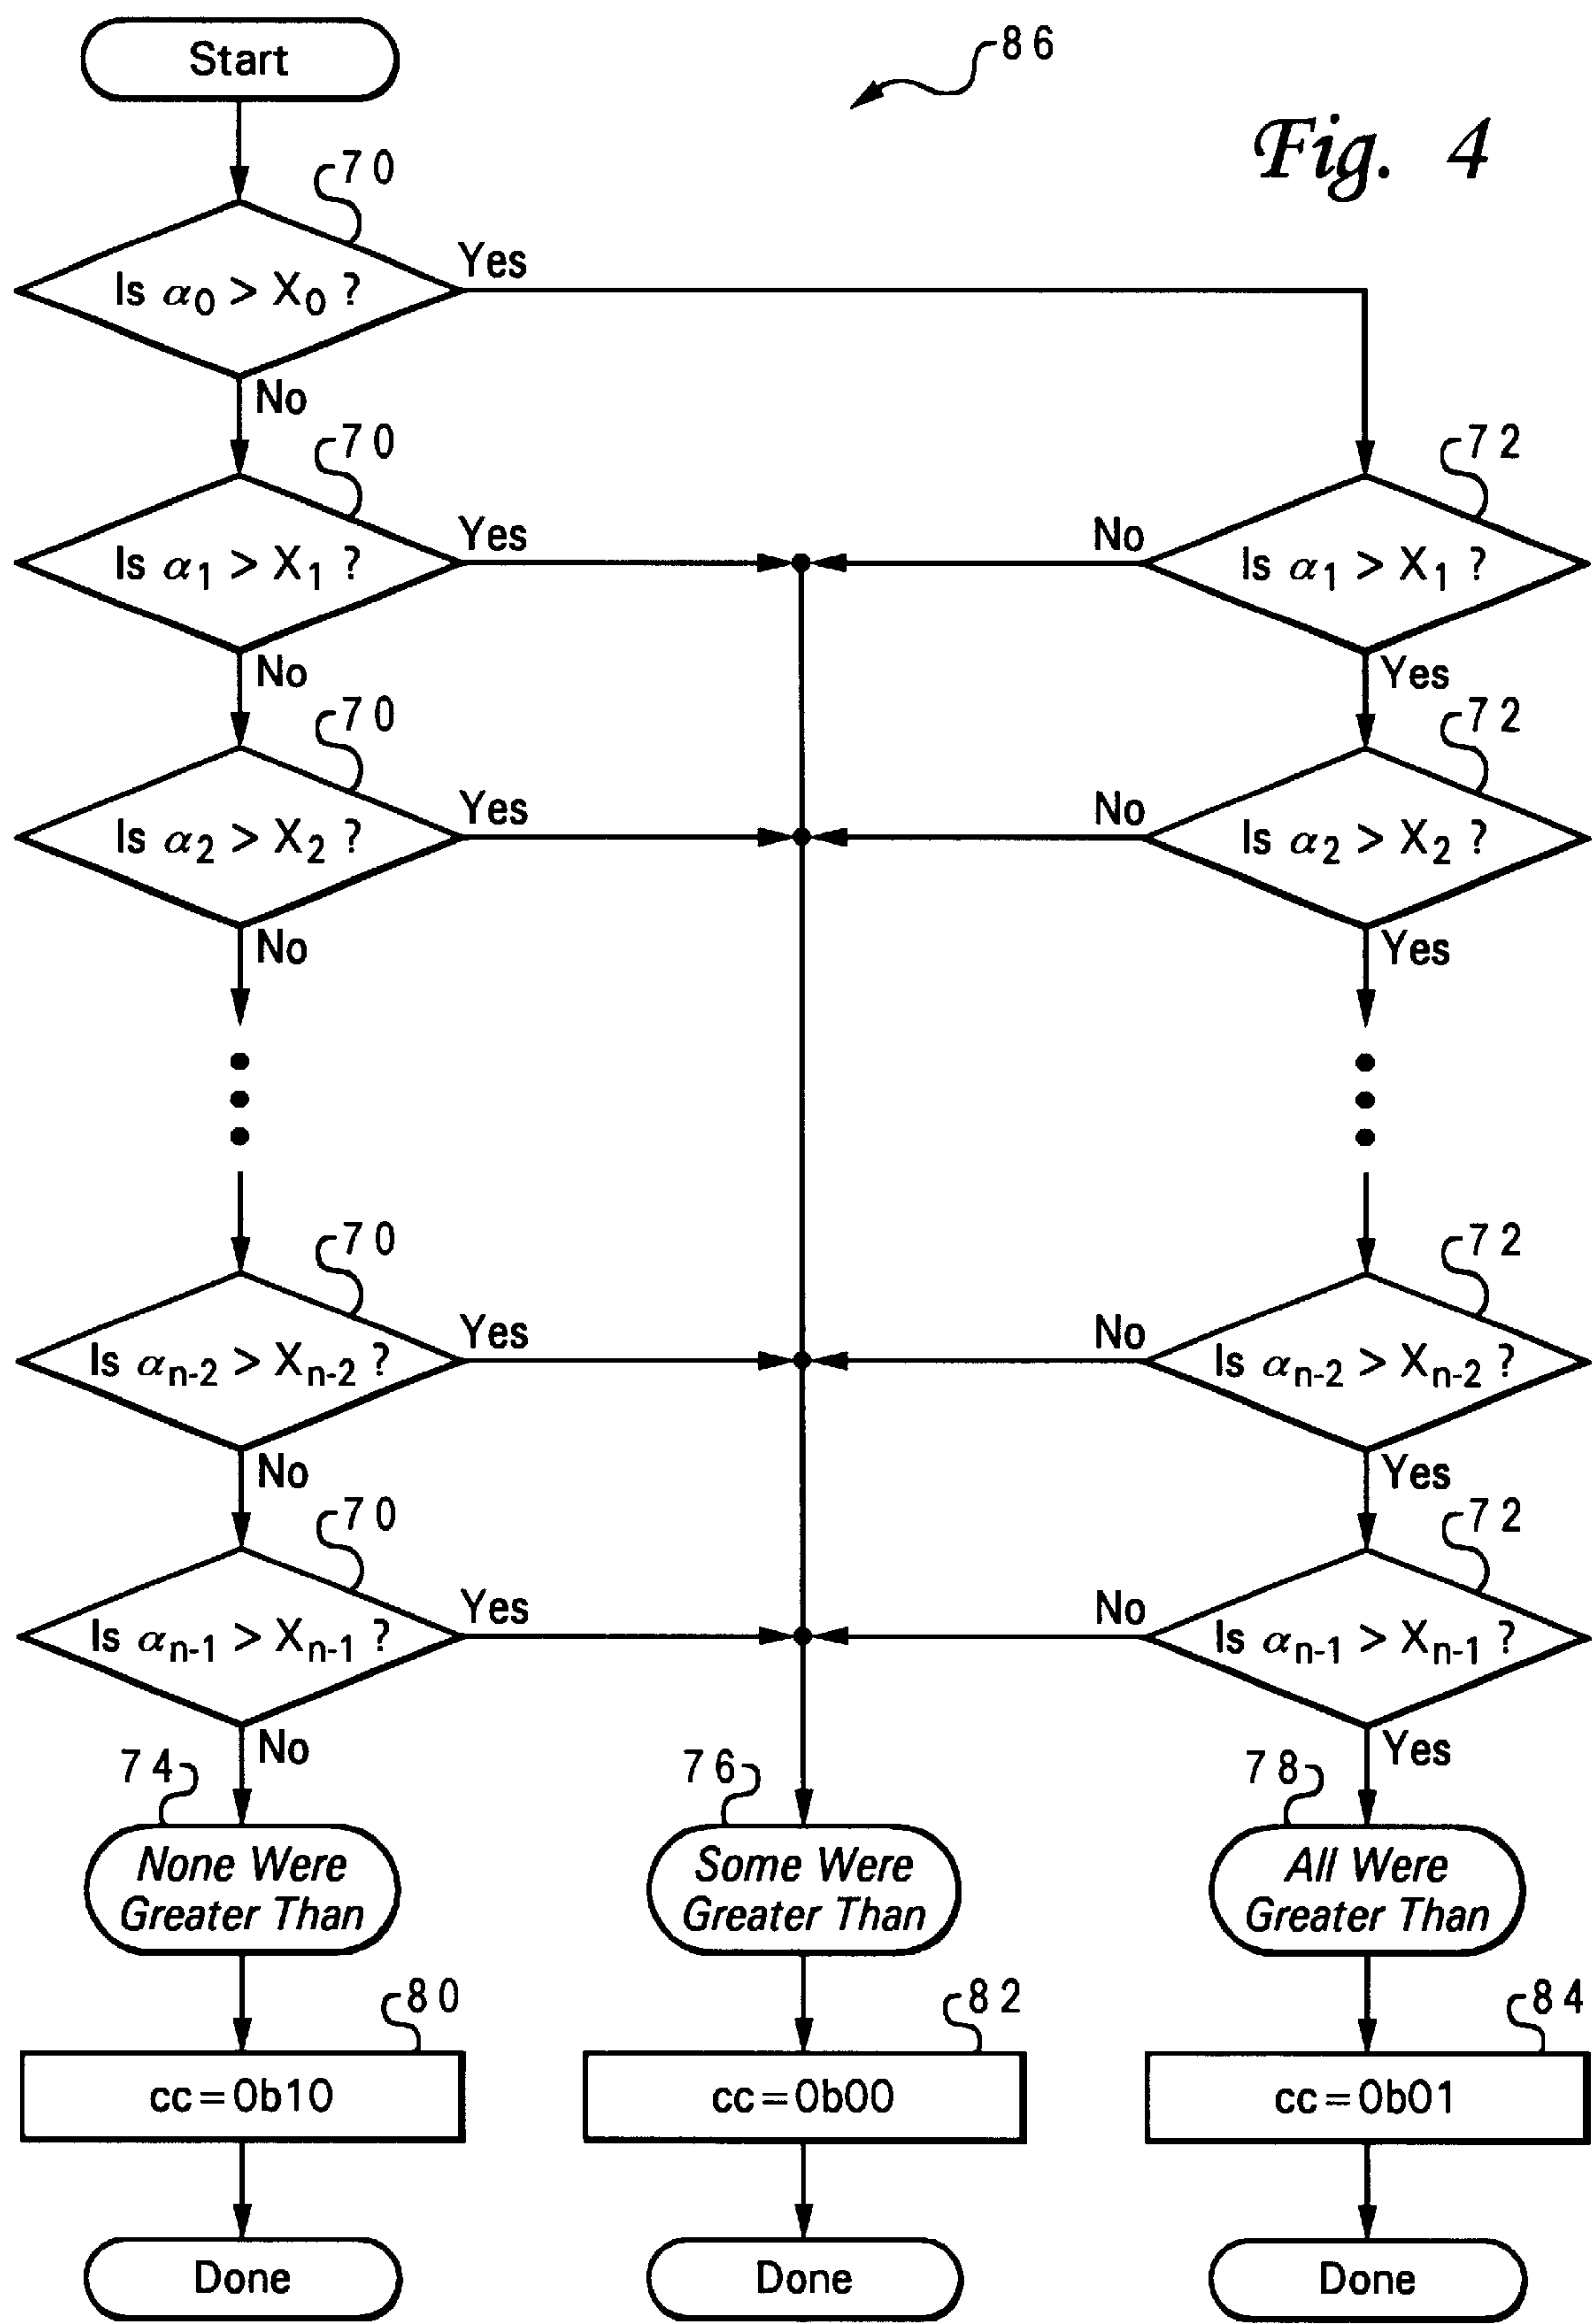 Start
86
Fig. 4
70
Is α0 > X0 ?
Yes
No
70
Is α1 > X1 ?
Yes
No
72
Is α1 > X1 ?
No
Yes
70
Is α2 > X2 ?
Yes
No
72
Is α2 > X2 ?
No
Yes
70
Is αn-2 > Xn-2 ?
Yes
No
72
Is αn-2 > Xn-2 ?
No
Yes
70
Is αn-1 > Xn-1 ?
Yes
No
72
Is αn-1 > Xn-1 ?
No
Yes
74
None Were
Greater Than
76
Some Were
Greater Than
78
All Were
Greater Than
80
cc=0b10
82
cc=0b00
84
cc=0b01
Done
Done
Done